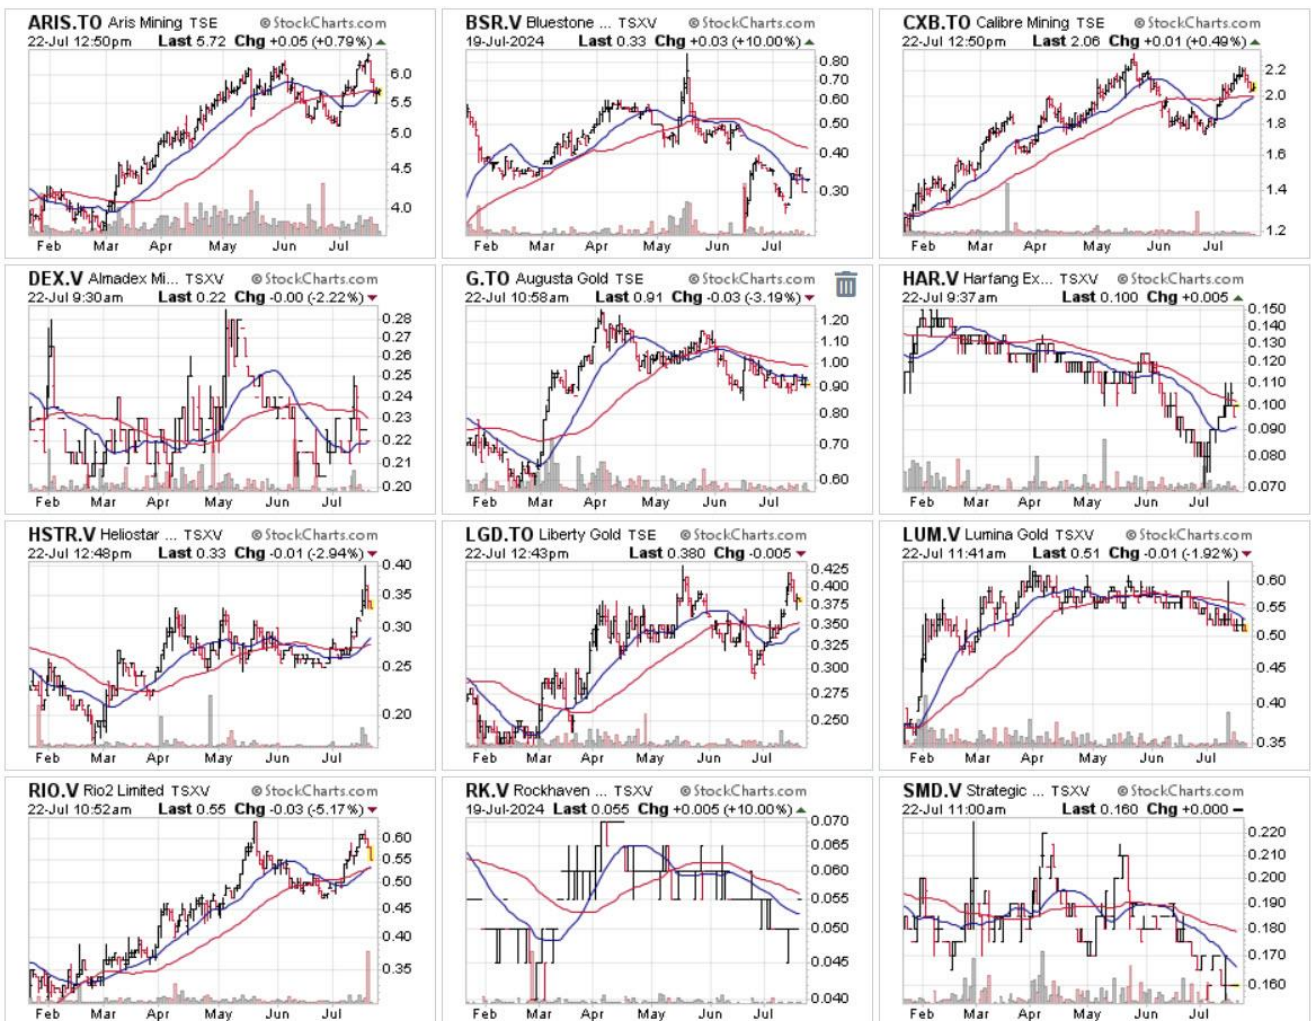 ARIS.TO Aris Mining TSE © StockCharts.com
22-Jul 12:50pm Last 5.72 Chg +0.05 (+0.79%)
6.0
5.5
5.0
4.5
4.0
Feb Mar Apr May Jun Jul
BSR.V Bluestone ... TSXV © StockCharts.com
19-Jul-2024 Last 0.33 Chg +0.03 (+10.00%)
0.80
0.70
0.60
0.50
0.40
0.30
Feb Mar Apr May Jun Jul
CXB.TO Calibre Mining TSE © StockCharts.com
22-Jul 12:50pm Last 2.06 Chg +0.01 (+0.49%)
2.2
2.0
1.8
1.6
1.4
1.2
Feb Mar Apr May Jun Jul
DEX.V Almadex Mi... TSXV © StockCharts.com
22-Jul 9:30am Last 0.22 Chg -0.00 (-2.22%)
0.28
0.27
0.26
0.25
0.24
0.23
0.22
0.21
0.20
Feb Mar Apr May Jun Jul
G.TO Augusta Gold TSE © StockCharts.com
22-Jul 10:58am Last 0.91 Chg -0.03 (-3.19%)
1.20
1.10
1.00
0.90
0.80
0.70
0.60
Feb Mar Apr May Jun Jul
HAR.V Harfang Ex... TSXV © StockCharts.com
22-Jul 9:37am Last 0.100 Chg +0.005
0.150
0.140
0.130
0.120
0.110
0.100
0.090
0.080
0.070
Feb Mar Apr May Jun Jul
HSTR.V Heliostar ... TSXV © StockCharts.com
22-Jul 12:48pm Last 0.33 Chg -0.01 (-2.94%)
0.40
0.35
0.30
0.25
0.20
Feb Mar Apr May Jun Jul
LGD.TO Liberty Gold TSE © StockCharts.com
22-Jul 12:43pm Last 0.380 Chg -0.005
0.425
0.400
0.375
0.350
0.325
0.300
0.275
0.250
Feb Mar Apr May Jun Jul
LUM.V Lumina Gold TSXV © StockCharts.com
22-Jul 11:41am Last 0.51 Chg -0.01 (-1.92%)
0.60
0.55
0.50
0.45
0.40
0.35
Feb Mar Apr May Jun Jul
RIO.V Rio2 Limited TSXV © StockCharts.com
22-Jul 10:52am Last 0.55 Chg -0.03 (-5.17%)
0.60
0.55
0.50
0.45
0.40
0.35
Feb Mar Apr May Jun Jul
RK.V Rockhaven ... TSXV © StockCharts.com
19-Jul-2024 Last 0.055 Chg +0.005 (+10.00%)
0.070
0.065
0.060
0.055
0.050
0.045
0.040
Feb Mar Apr May Jun Jul
SMD.V Strategic ... TSXV © StockCharts.com
22-Jul 11:00am Last 0.160 Chg +0.000
0.220
0.210
0.200
0.190
0.180
0.170
0.160
Feb Mar Apr May Jun Jul